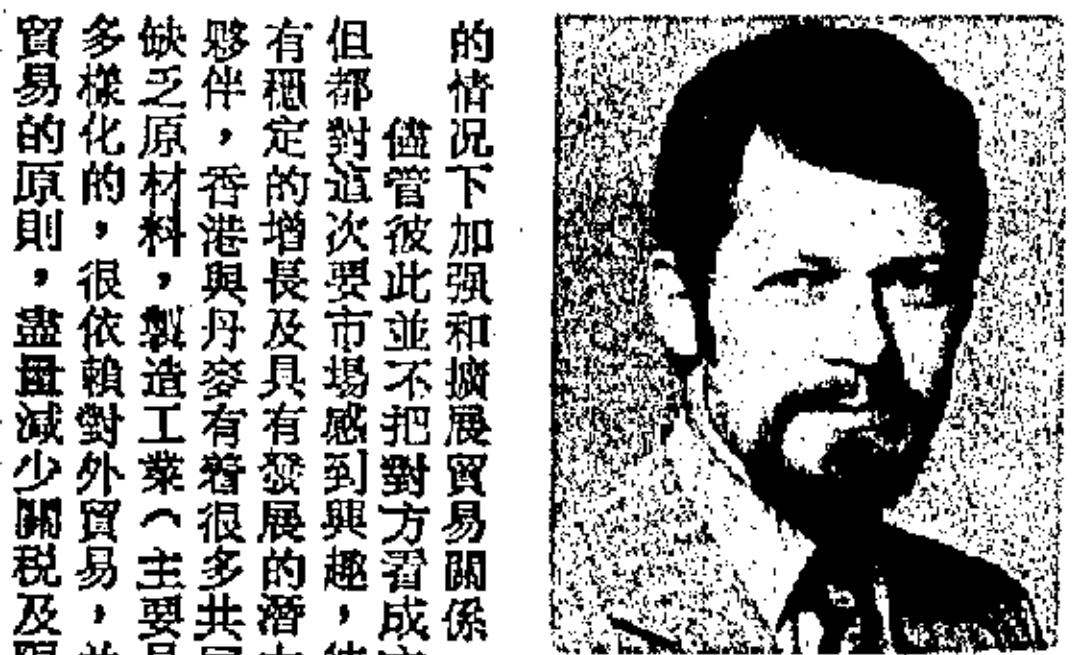 的情况下加强和擴展貿易關係
儘管彼此並不把對方看成
但都對這次要市場感到興趣，
有穩定的增長及具有發展的潛
夥伴，香港與丹麥有着很多共
缺乏原材料，製造工業（主要
多樣化的，很依賴對外貿易，
貿易的原則，盡量減少關税及